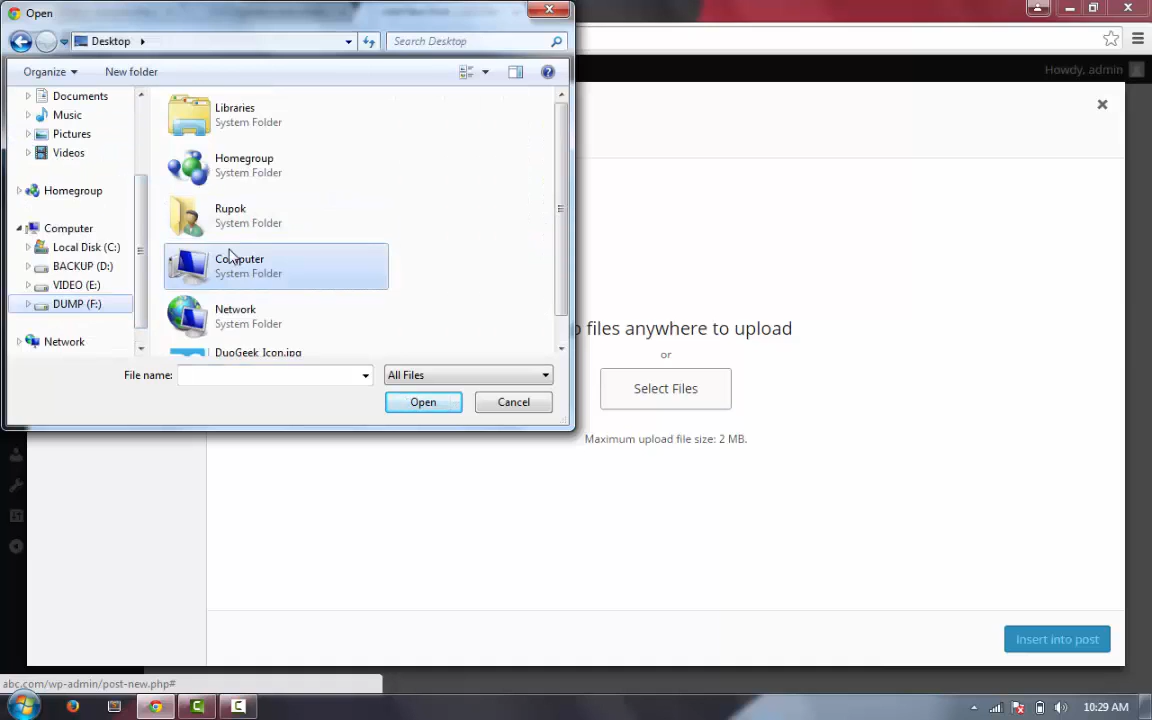 Open
Desktop
Search Desktop
Organize
New folder
Howdy, admin
Documents
Music
Pictures
Videos
Homegroup
Computer
Local Disk (C:)
BACKUP (D:)
VIDEO (E:)
DUMP (F:)
Network
Libraries
System Folder
Homegroup
System Folder
Rupok
System Folder
Computer
System Folder
Network
System Folder
DuoGeek Icon.jpg
File name:
All Files
Open
Cancel
files anywhere to upload
or
Select Files
Maximum upload file size: 2 MB.
Insert into post
abc.com/wp-admin/post-new.php#
10:29 AM